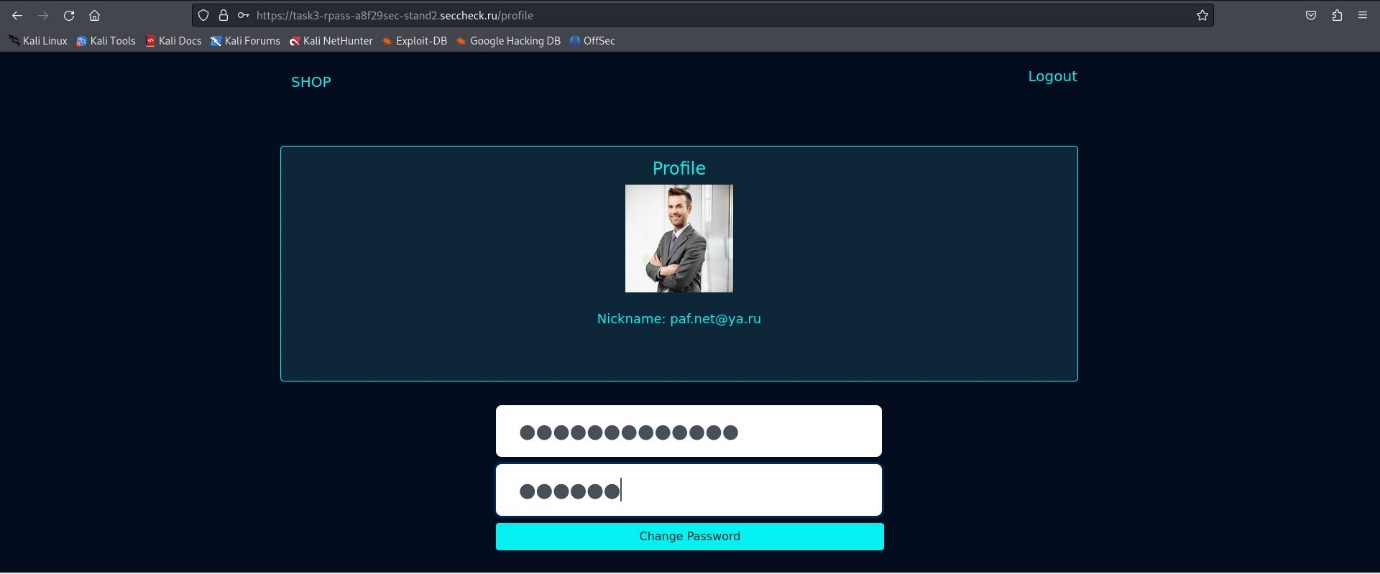 https://task3-rpass-a8f29sec-stand2.seccheck.ru/profile
Kali Linux Kali Tools Kali Docs Kali Forums Kali NetHunter Exploit-DB Google Hacking DB OffSec
SHOP Logout
Profile
Nickname: paf.net@ya.ru
Change Password